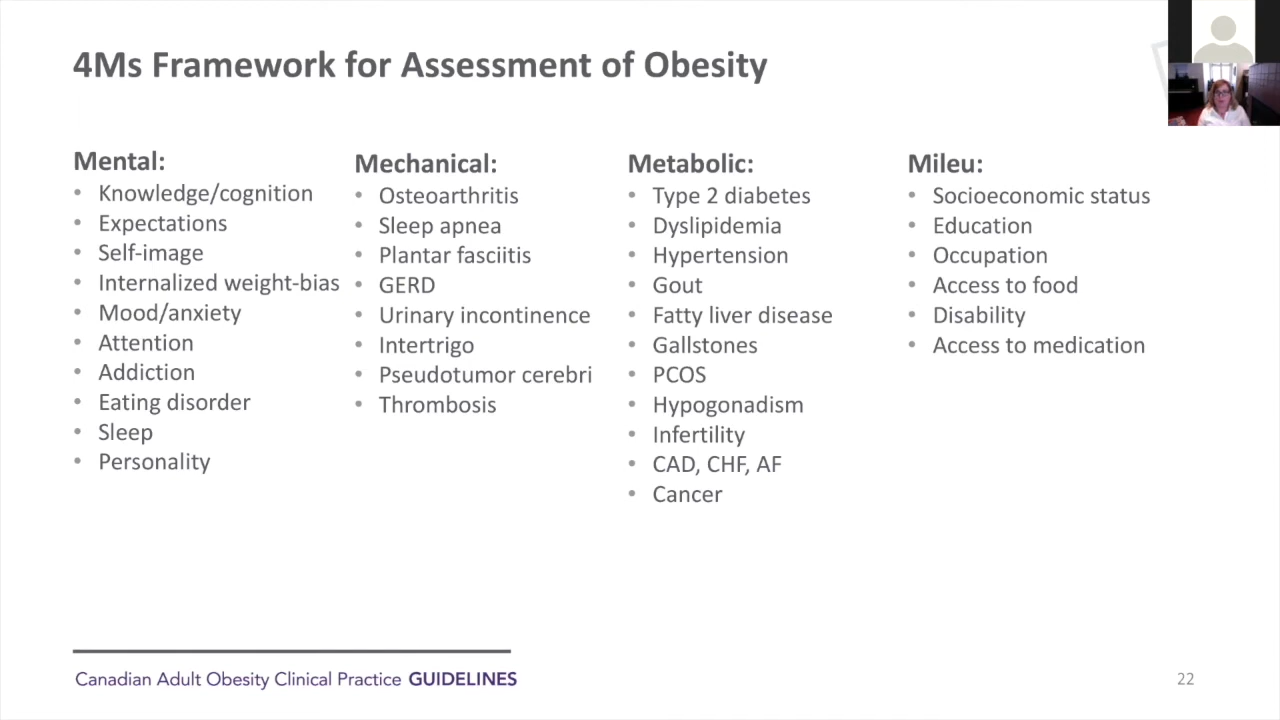 4Ms Framework for Assessment of Obesity
Mental:
• Knowledge/cognition
• Expectations
• Self-image
• Internalized weight-bias
• Mood/anxiety
• Attention
• Addiction
• Eating disorder
• Sleep
• Personality
Mechanical:
• Osteoarthritis
• Sleep apnea
• Plantar fasciitis
• GERD
• Urinary incontinence
• Intertrigo
• Pseudotumor cerebri
• Thrombosis
Metabolic:
• Type 2 diabetes
• Dyslipidemia
• Hypertension
• Gout
• Fatty liver disease
• Gallstones
• PCOS
• Hypogonadism
• Infertility
• CAD, CHF, AF
• Cancer
Mileu:
• Socioeconomic status
• Education
• Occupation
• Access to food
• Disability
• Access to medication
Canadian Adult Obesity Clinical Practice GUIDELINES
22